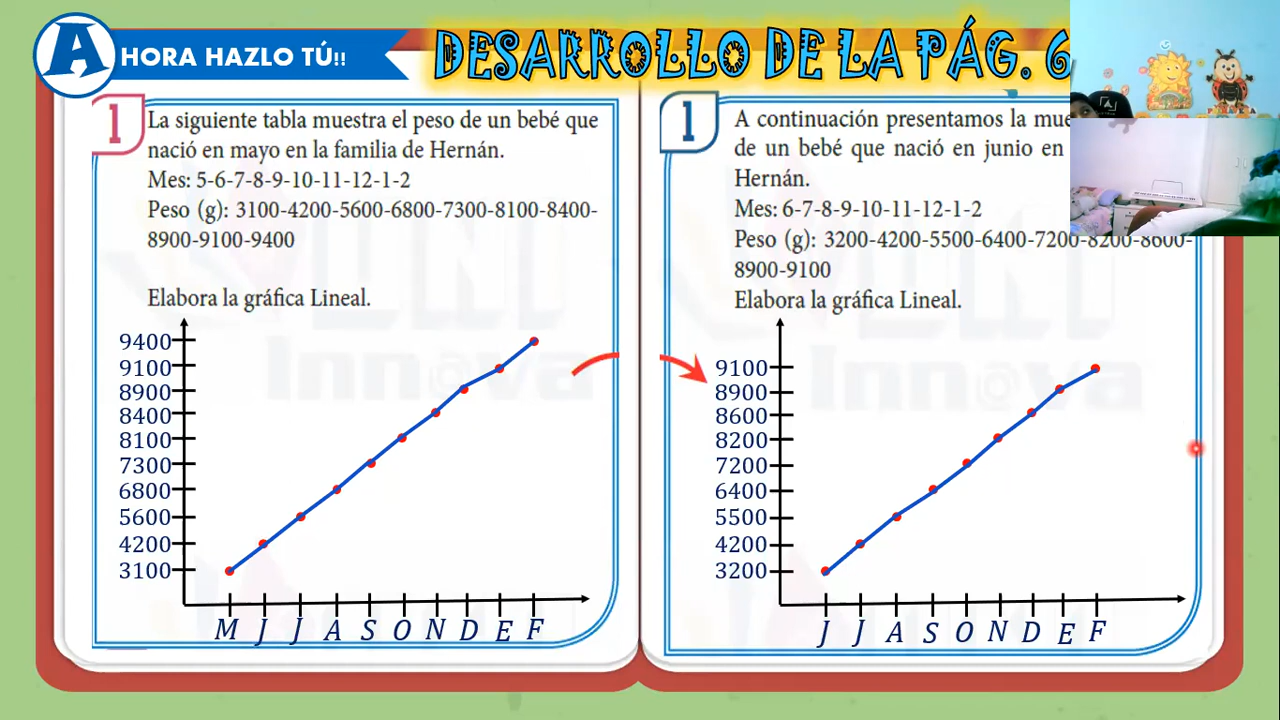 AHORA HAZLO TÚ!!
DESARROLLO DE LA PÁG. 6
1
La siguiente tabla muestra el peso de un bebé que
nació en mayo en la familia de Hernán.
Mes: 5-6-7-8-9-10-11-12-1-2
Peso (g): 3100-4200-5600-6800-7300-8100-8400-
8900-9100-9400
Elabora la gráfica Lineal.
9400
9100
8900
8400
8100
7300
6800
5600
4200
3100
M J J A S O N D E F
1
A continuación presentamos la
de un bebé que nació en junio en
Hernán.
Mes: 6-7-8-9-10-11-12-1-2
Peso (g): 3200-4200-5500-6400-7200-8200-8600-
8900-9100
Elabora la gráfica Lineal.
9100
8900
8600
8200
7200
6400
5500
4200
3200
J J A S O N D E F
UNI
Innov@
UNI
Innov@